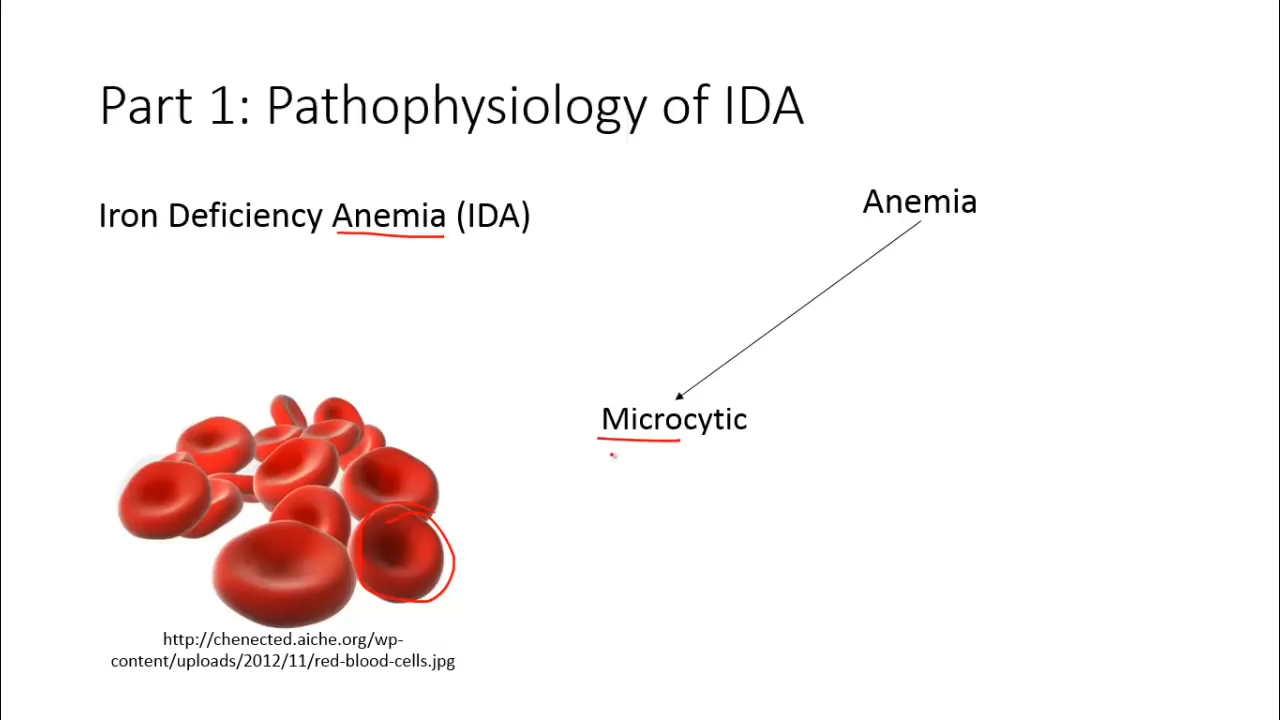 Part 1: Pathophysiology of IDA
Iron Deficiency Anemia (IDA)
Anemia
Microcytic
http://chenected.aiche.org/wp-
content/uploads/2012/11/red-blood-cells.jpg